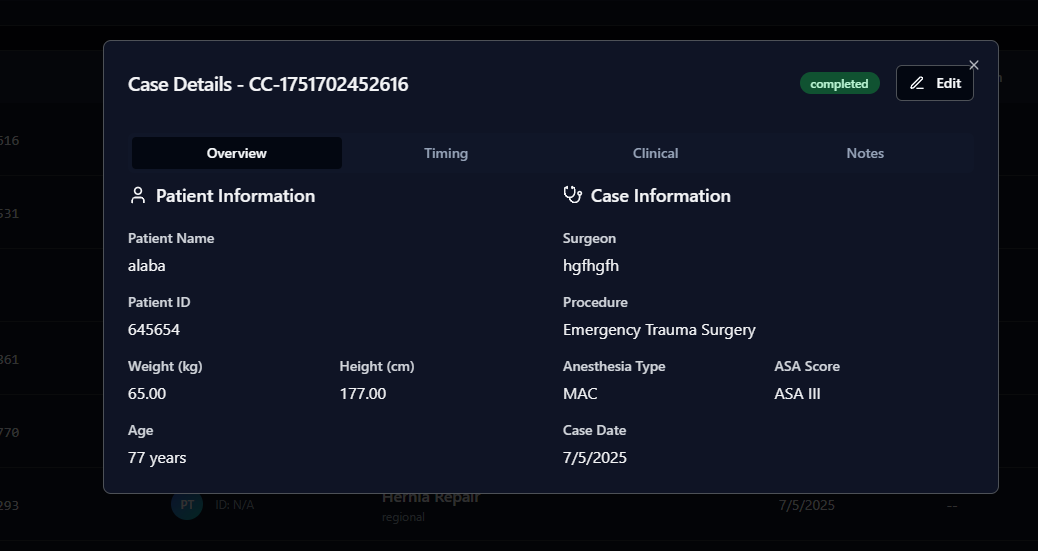 Case Details - CC-1751702452616
completed
Edit
Overview Timing Clinical Notes
Patient Information
Case Information
Patient Name
alaba
Surgeon
hgfhgfh
Patient ID
645654
Procedure
Emergency Trauma Surgery
Weight (kg) Height (cm)
65.00 177.00
Anesthesia Type ASA Score
MAC ASA III
Age
77 years
Case Date
7/5/2025
616
531
361
770
293
PT ID: N/A
Hernia Repair
regional
7/5/2025
--